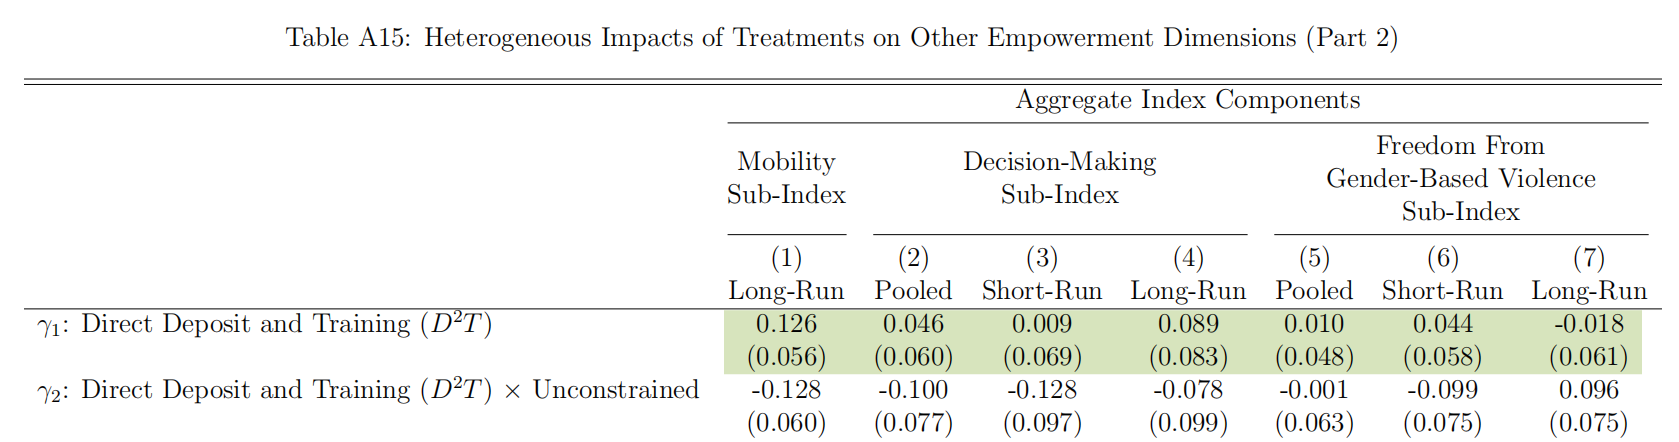 Table A15: Heterogeneous Impacts of Treatments on Other Empowerment Dimensions (Part 2)
Aggregate Index Components
Mobility Sub-Index
Decision-Making Sub-Index
Freedom From Gender-Based Violence Sub-Index
(1) (2) (3) (4) (5) (6) (7)
Long-Run Pooled Short-Run Long-Run Pooled Short-Run Long-Run
γ₁: Direct Deposit and Training (D²T) 0.126 0.046 0.009 0.089 0.010 0.044 -0.018
(0.056) (0.060) (0.069) (0.083) (0.048) (0.058) (0.061)
γ₂: Direct Deposit and Training (D²T) × Unconstrained -0.128 -0.100 -0.128 -0.078 -0.001 -0.099 0.096
(0.060) (0.077) (0.097) (0.099) (0.063) (0.075) (0.075)